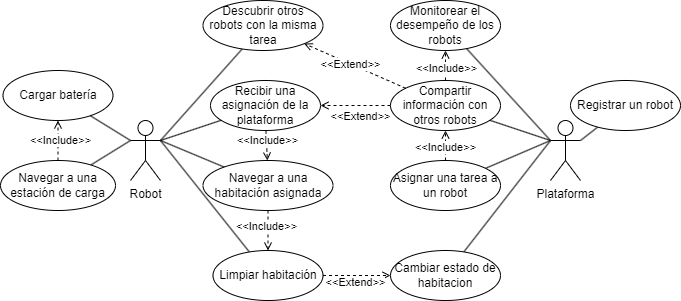 Descubrir otros
robots con la misma
tarea
Monitorear el
desempeño de los
robots
<<Extend>>
<<Include>>
Cargar batería
Recibir una
asignación de la
plataforma
Compartir
información con
otros robots
Registrar un robot
<<Extend>>
<<Include>>
<<Include>>
<<Include>>
Navegar a una
estación de carga
Robot
Navegar a una
habitación asignada
Asignar una tarea a
un robot
Plataforma
<<Include>>
Limpiar habitación
<<Extend>>
Cambiar estado de
habitacion